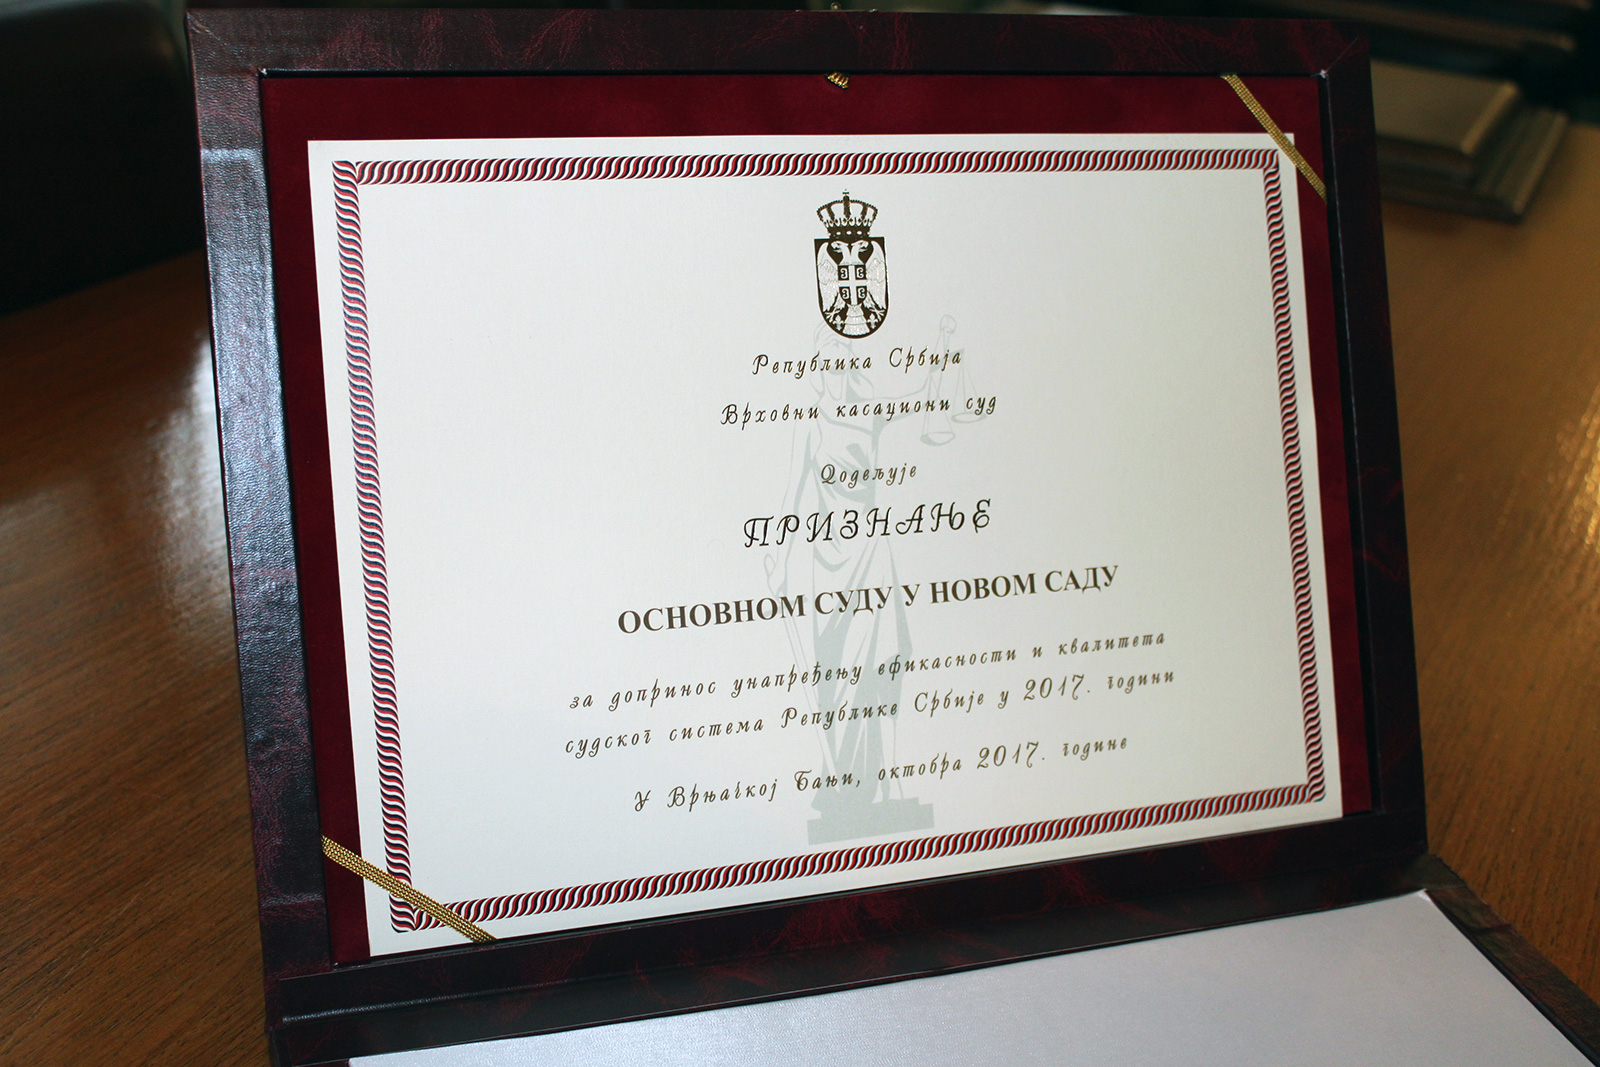 Република Србија
Врховни касациони суд
Додељује
ПРИЗНАЊЕ
ОСНОВНОМ СУДУ У НОВОМ САДУ
за допринос унапређењу ефикасности и квалитета
судског система Републике Србије у 2017. години
У Врњачкој Бањи, октобра 2017. године